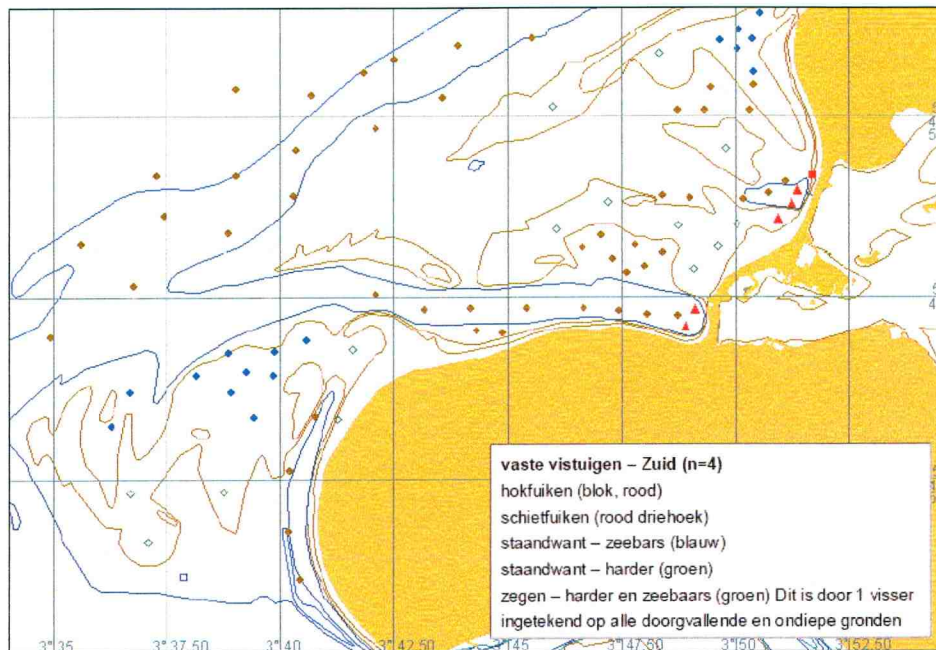 vaste vistuigen – Zuid (n=4)
hokfuiken (blok, rood)
schietfuiken (rood driehoek)
staandwant – zeebars (blauw)
staandwant – harder (groen)
zegen – harder en zeebaars (groen) Dit is door 1 visser
ingetekend op alle doorgvallende en ondiepe gronden
3°35 3°37,50 3°40 3°42,50 3°45 3°47,50 3°50 3°52,50